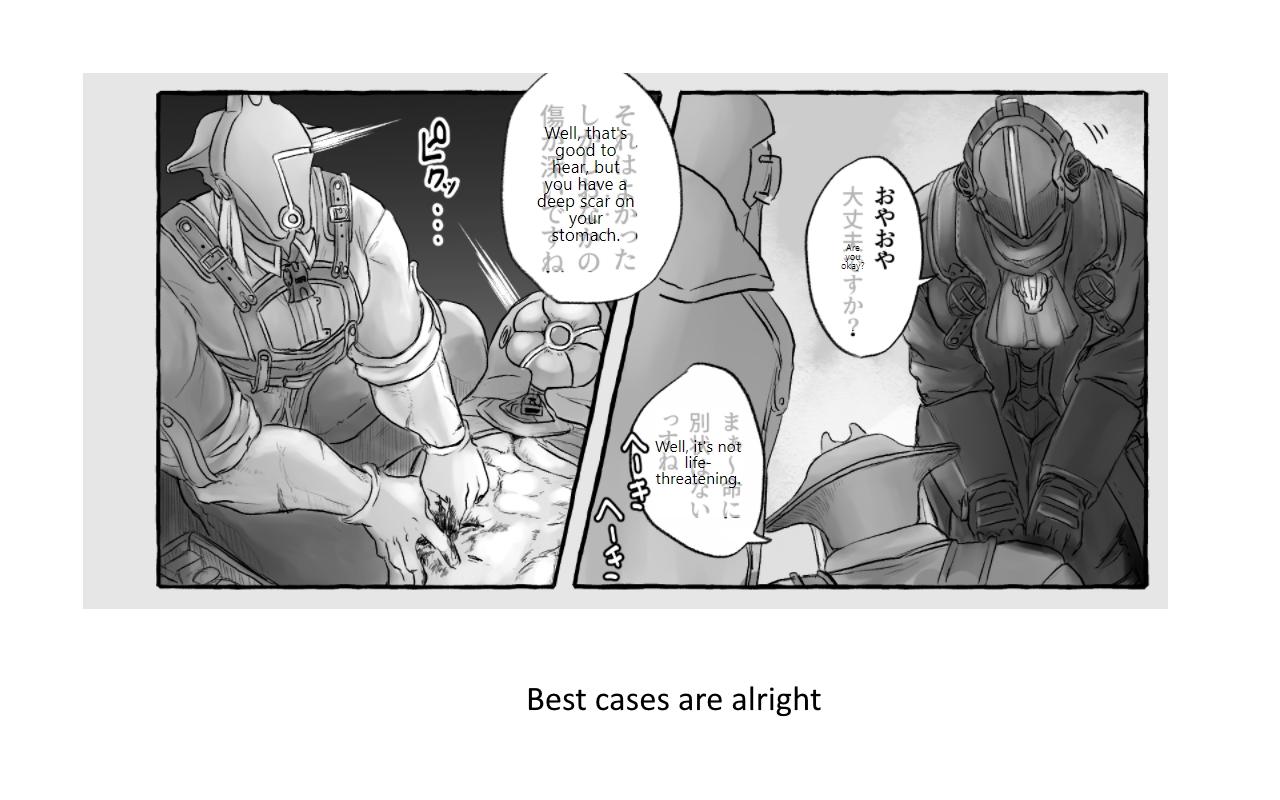 おやおや
大丈夫ですか？
Are
you
okay?
まぁ～命に
別状はない
っすね
Well, it's not
life-
threatening.
へーき
へーき
それはよかった
しかしおなかの
傷が深いですね
Well, that's
good to
hear, but
you have a
deep scar on
your
stomach.
ピクッ…
Best cases are alright